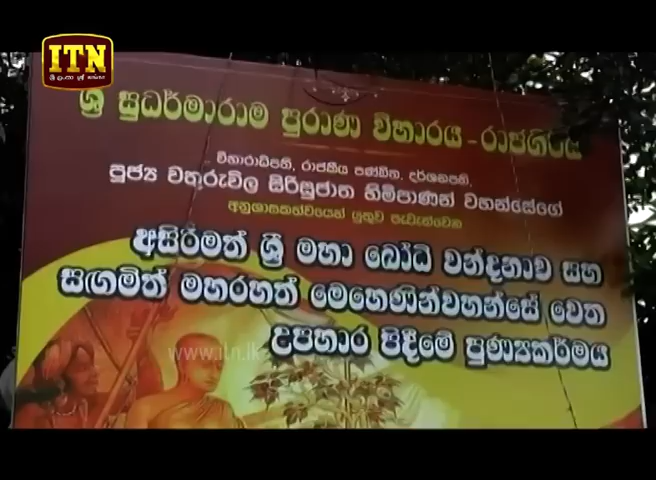 ITN
ශ්‍රී සුධර්මාරාම පුරාණ විහාරය - රාජගිරිය
විහාරාධිපති, රාජකීය පණ්ඩිත, දර්ශනපති,
පූජ්‍ය වතුරුවිල සිරිසුජාත හිමිපාණන් වහන්සේගේ
අනුශාසකත්වයෙන් යුතුව පැවැත්වෙන
අසිරිමත් ශ්‍රී මහා බෝධි වන්දනාව සහ
සඟමිත් මහරහත් මෙහෙණින්වහන්සේ වෙත
උපහාර පිදීමේ පුණ්‍යකර්මය
www.itn.lk